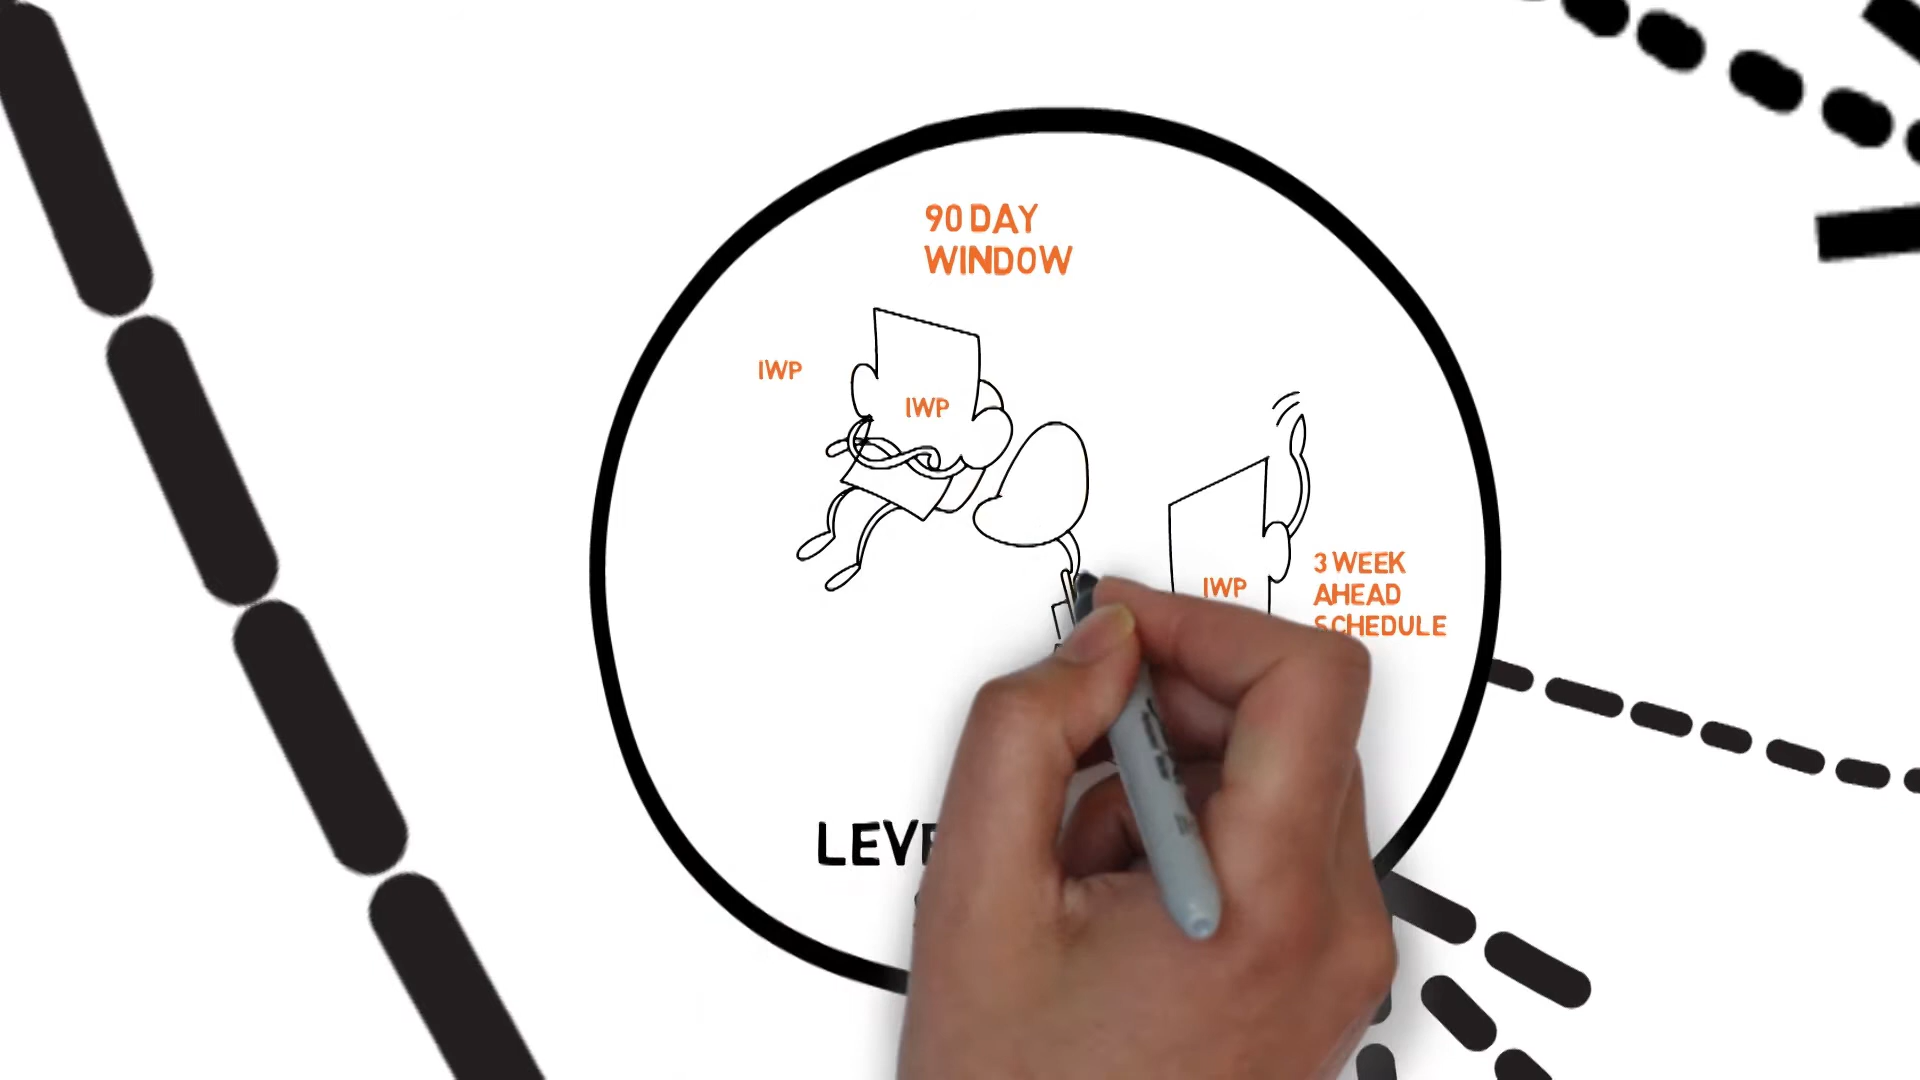 90 DAY
WINDOW
IWP
IWP
IWP
3 WEEK
AHEAD
SCHEDULE